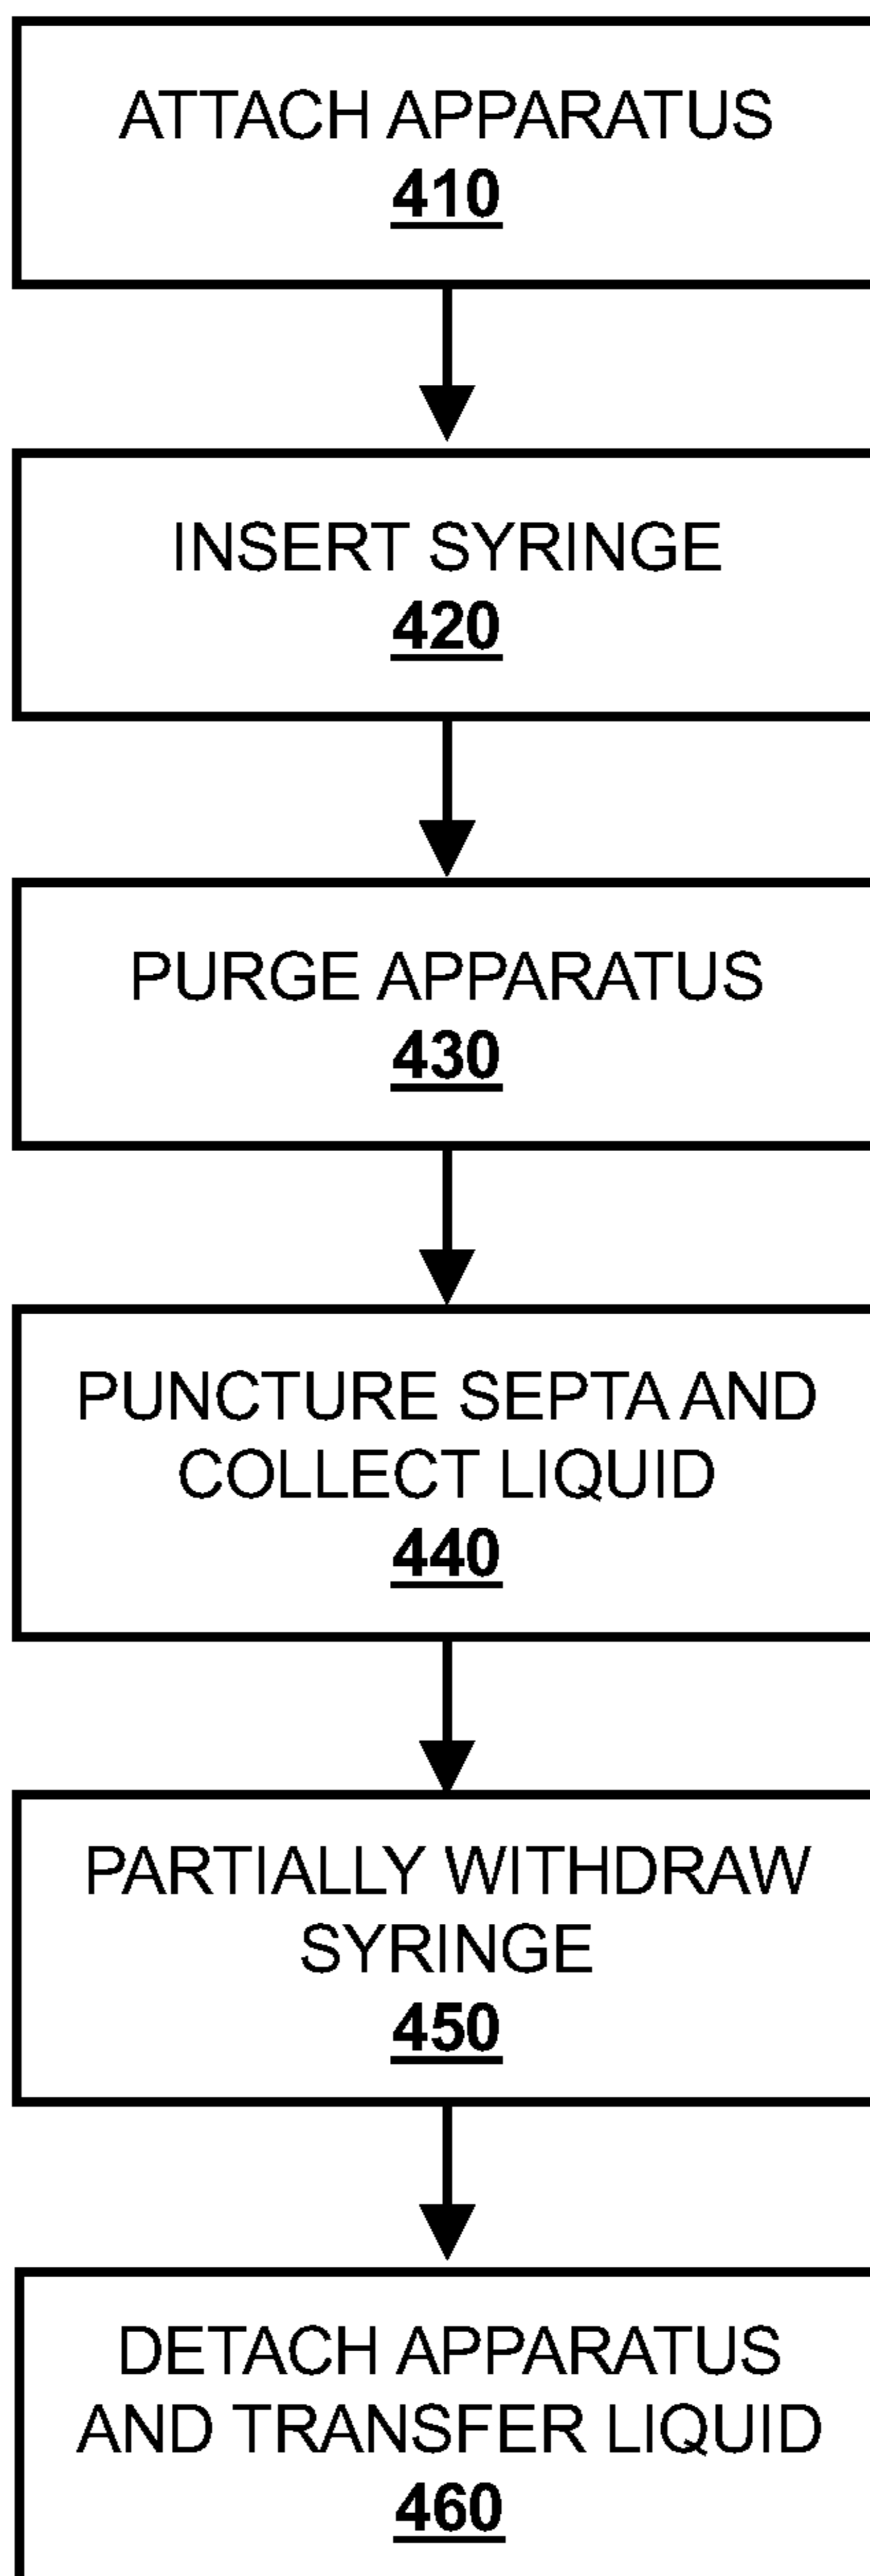 ATTACH APPARATUS
410
INSERT SYRINGE
420
PURGE APPARATUS
430
PUNCTURE SEPTA AND
COLLECT LIQUID
440
PARTIALLY WITHDRAW
SYRINGE
450
DETACH APPARATUS
AND TRANSFER LIQUID
460